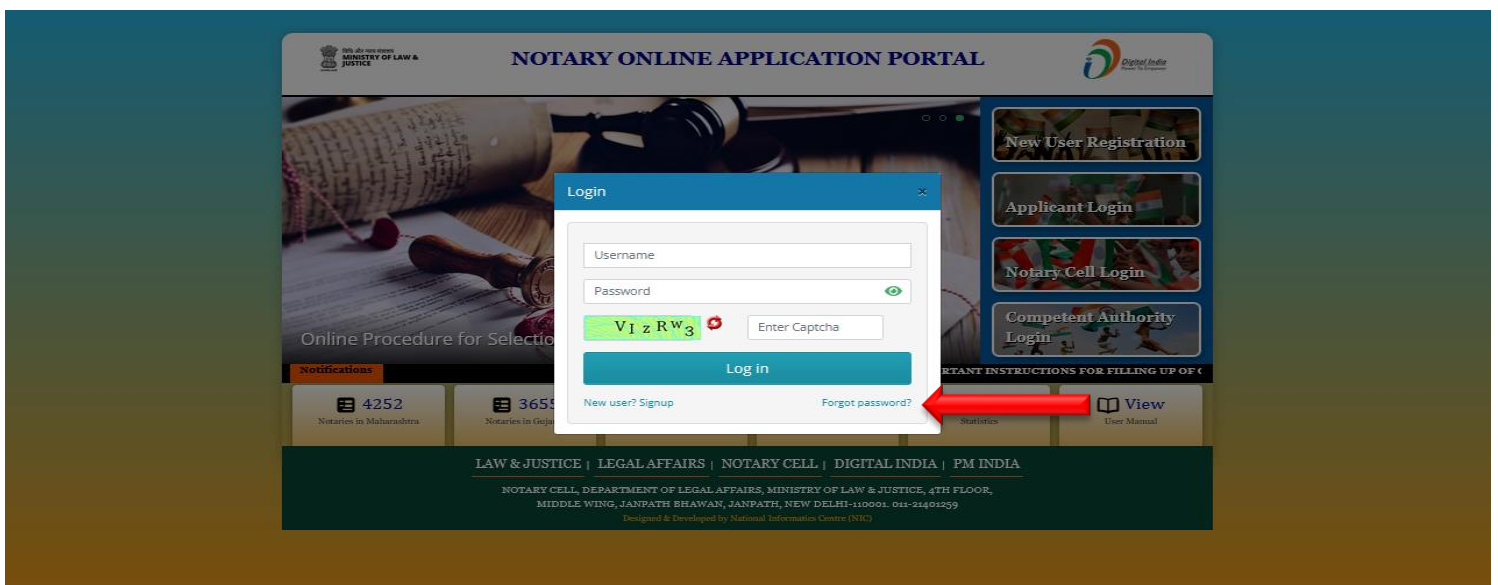 विधि और न्याय मंत्रालय
MINISTRY OF LAW &
JUSTICE
NOTARY ONLINE APPLICATION PORTAL
Digital India
Power To Empower
New User Registration
Applicant Login
Notary Cell Login
Competent Authority
Login
Online Procedure for Selectio
Login
×
Username
Password
VIzRW3
Enter Captcha
Log in
New user? Signup
Forgot password?
Notifications
RTANT INSTRUCTIONS FOR FILLING UP OF
4252
Notaries in Maharashtra
3655
Notaries in Guja
Statistics
View
User Manual
LAW & JUSTICE | LEGAL AFFAIRS | NOTARY CELL | DIGITAL INDIA | PM INDIA
NOTARY CELL, DEPARTMENT OF LEGAL AFFAIRS, MINISTRY OF LAW & JUSTICE, 4TH FLOOR,
MIDDLE WING, JANPATH BHAWAN, JANPATH, NEW DELHI-110001. 011-21401259
Designed & Developed by National Informatics Centre (NIC)